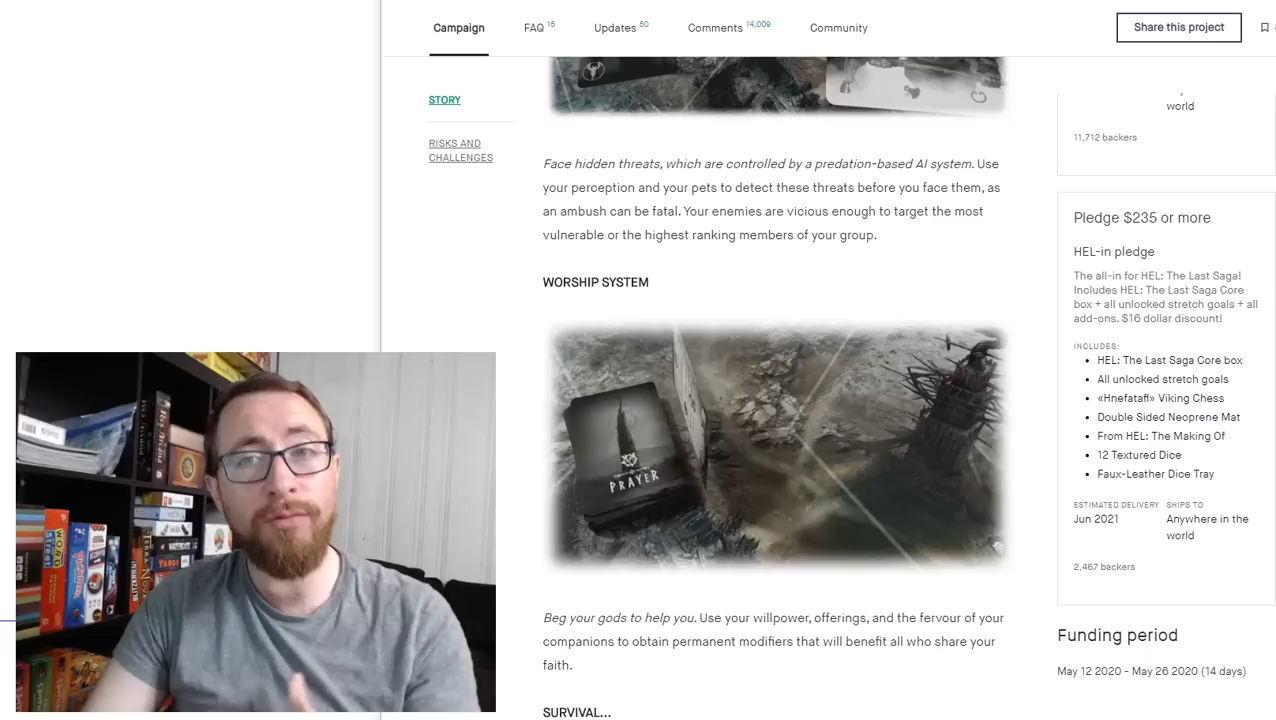 Campaign
FAQ 15
Updates 50
Comments 14,009
Community
Share this project
STORY
RISKS AND
CHALLENGES
Face hidden threats, which are controlled by a predation-based AI system. Use
your perception and your pets to detect these threats before you face them, as
an ambush can be fatal. Your enemies are vicious enough to target the most
vulnerable or the highest ranking members of your group.
WORSHIP SYSTEM
PRAYER
Beg your gods to help you. Use your willpower, offerings, and the fervour of your
companions to obtain permanent modifiers that will benefit all who share your
faith.
SURVIVAL...
world
11,712 backers
Pledge $235 or more
HEL-in pledge
The all-in for HEL: The Last Saga!
Includes HEL: The Last Saga Core
box + all unlocked stretch goals + all
add-ons. $16 dollar discount!
INCLUDES:
HEL: The Last Saga Core box
All unlocked stretch goals
«Hnefatafl» Viking Chess
Double Sided Neoprene Mat
From HEL: The Making Of
12 Textured Dice
Faux-Leather Dice Tray
ESTIMATED DELIVERY
Jun 2021
SHIPS TO
Anywhere in the
world
2,467 backers
Funding period
May 12 2020 - May 26 2020 (14 days)
Res Arcana
WORD
street
WATERGATE
TARGI
BLITZKRIEG!
TERRA NOVA